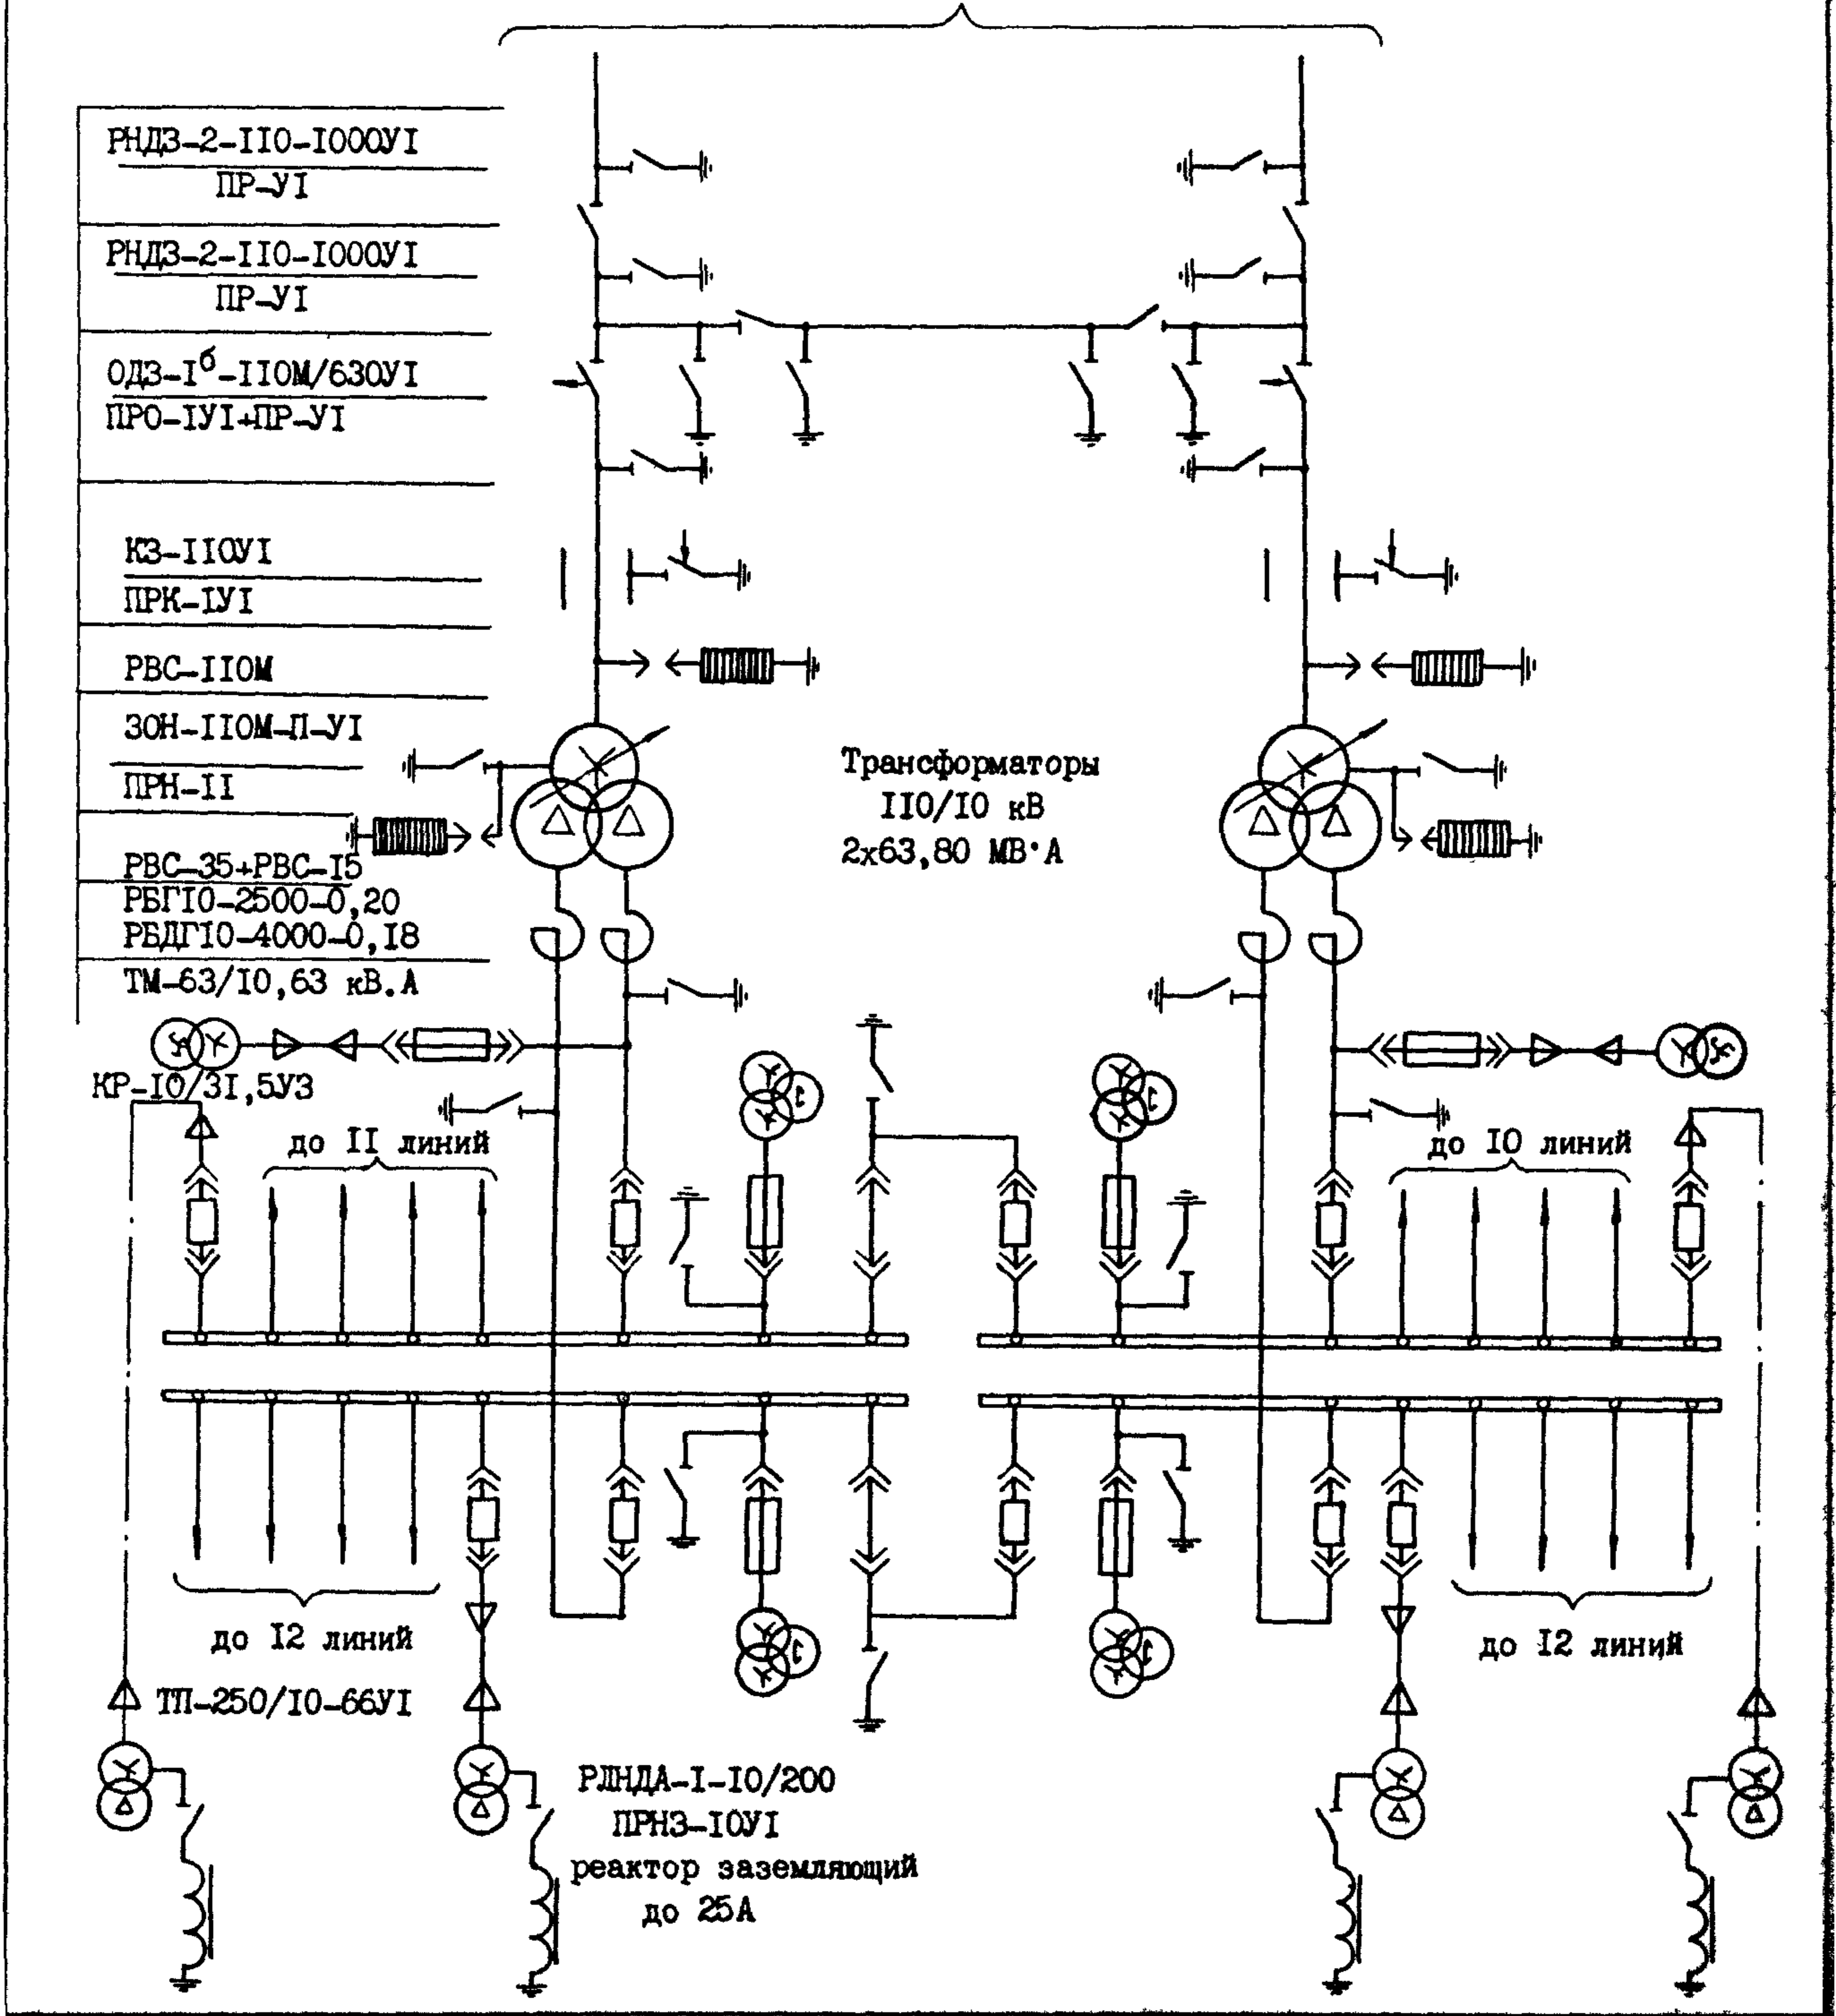 РНДЗ-2-110-1000У1
ПР-У1
РНДЗ-2-110-1000У1
ПР-У1
ОДЗ-1б-110М/630У1
ПРО-1У1+ПР-У1
КЗ-110У1
ПРК-1У1
РВС-110М
ЗОН-110М-П-У1
ПРН-11
РВС-35+РВС-15
РБГ10-2500-0,20
РБДГ10-4000-0,18
ТМ-63/10,63 кВ.А
Трансформаторы
110/10 кВ
2х63,80 МВ·А
КР-10/31,5У3
до 11 линий
до 10 линий
до 12 линий
до 12 линий
ТП-250/10-66У1
РЛНДА-1-10/200
ПРНЗ-10У1
реактор заземляющий
до 25А